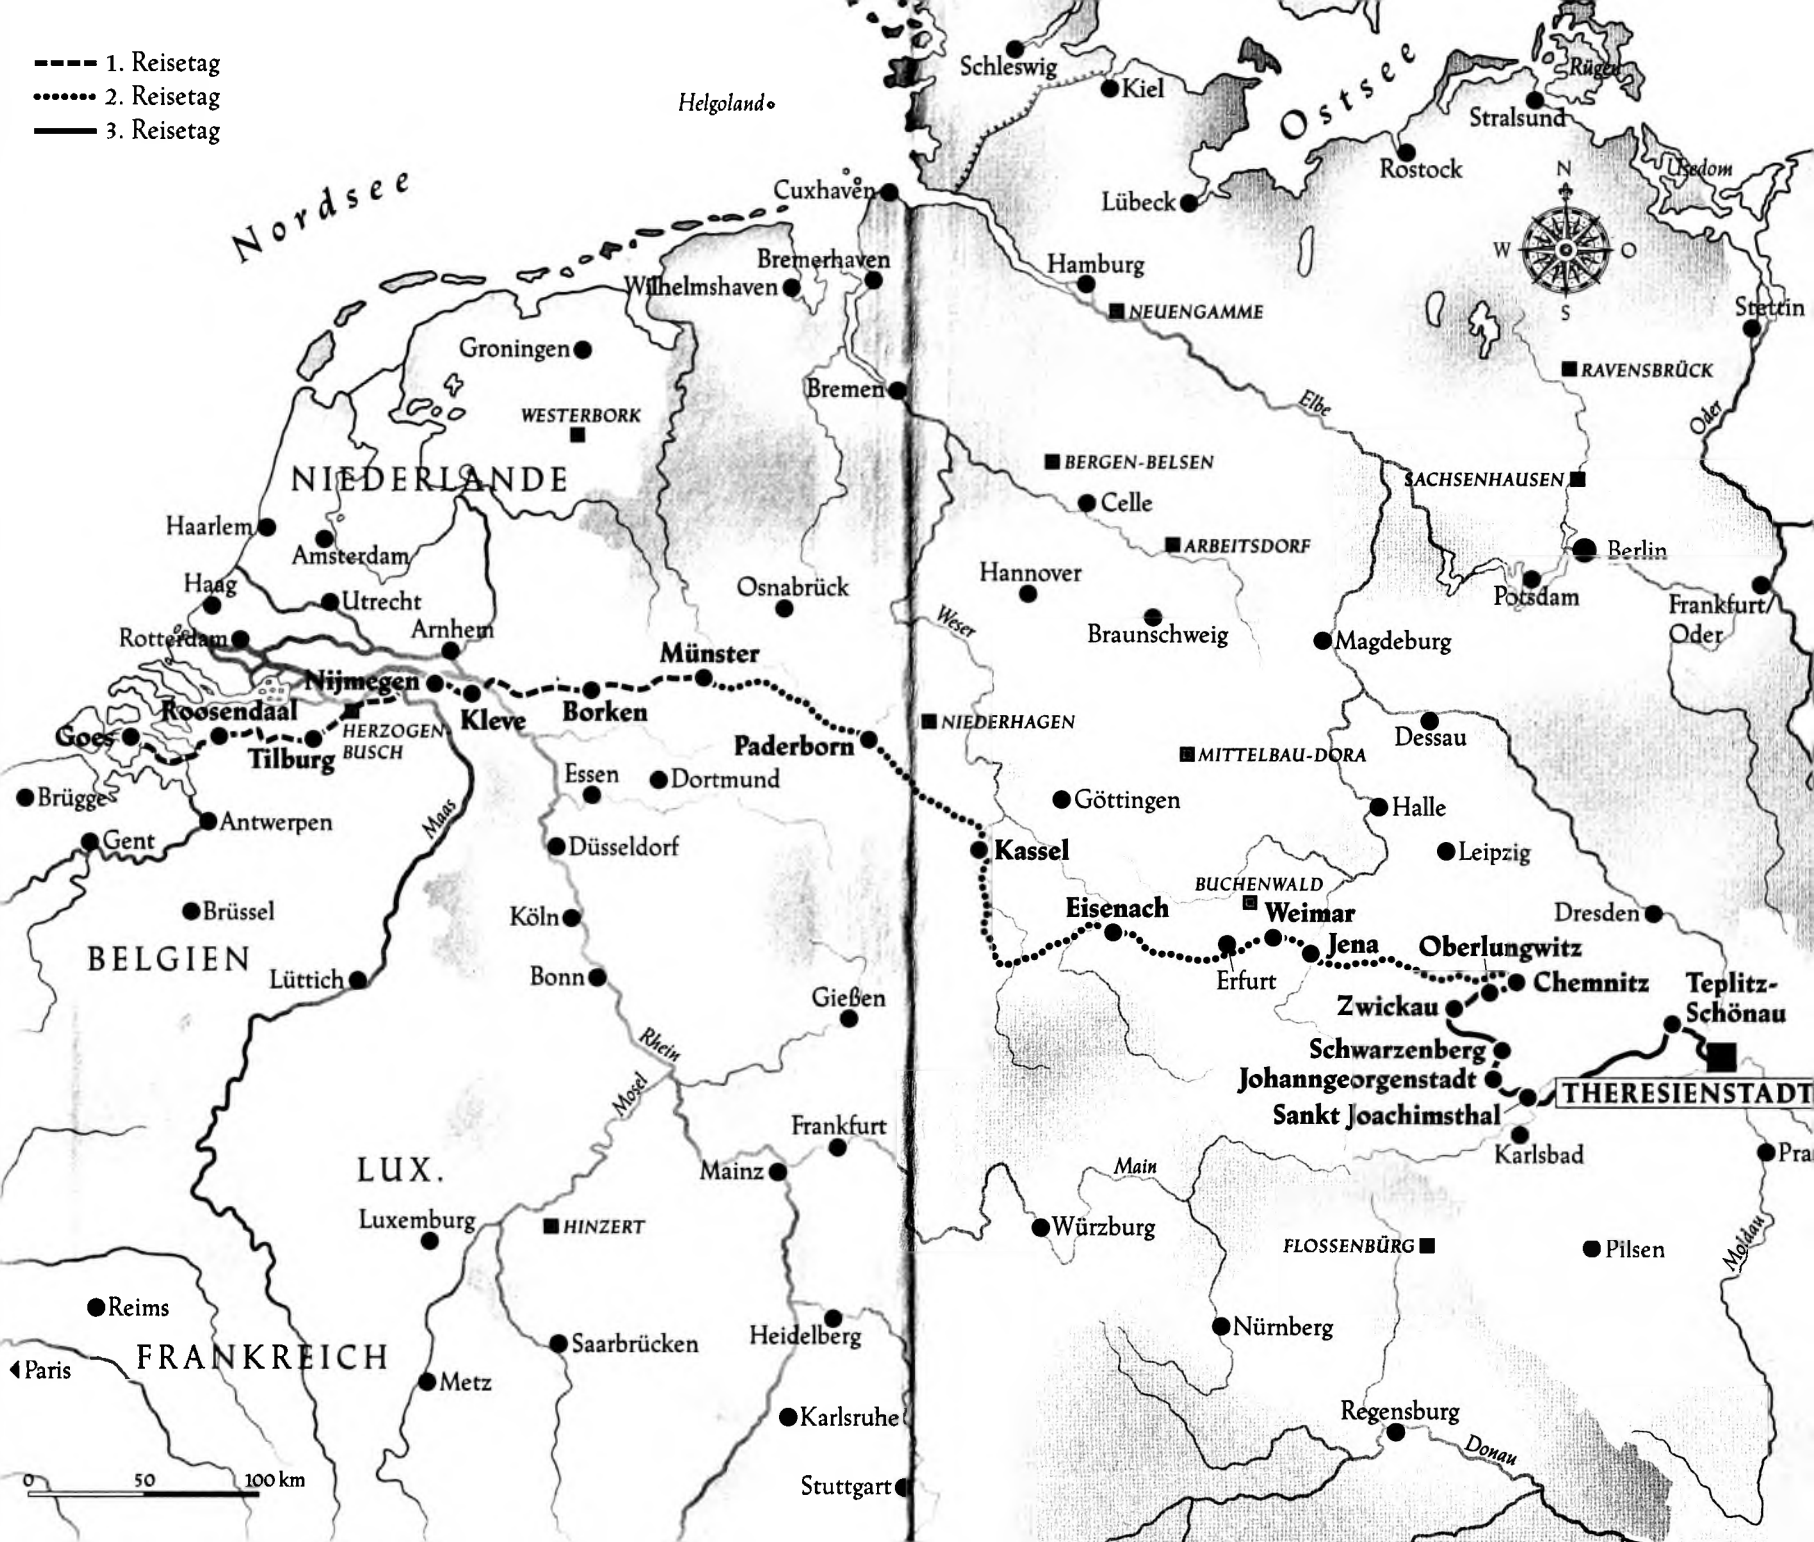 1. Reisetag
2. Reisetag
3. Reisetag
Nordsee
Helgoland
Ostsee
Schleswig
Kiel
Rügen
Stralsund
Rostock
Usedom
Lübeck
Cuxhaven
N
W
O
S
Bremerhaven
Wilhelmshaven
Hamburg
NEUENGAMME
Stettin
Groningen
Bremen
RAVENSBRÜCK
Elbe
Oder
WESTERBORK
NIEDERLANDE
BERGEN-BELSEN
SACHSENHAUSEN
Celle
Haarlem
Amsterdam
ARBEITSDORF
Berlin
Haag
Utrecht
Osnabrück
Hannover
Potsdam
Frankfurt/
Oder
Rotterdam
Arnhem
Weser
Braunschweig
Magdeburg
Münster
Nijmegen
Roosendaal
Kleve
Borken
Goes
Tilburg
HERZOGEN-
BUSCH
Paderborn
NIEDERHAGEN
Dessau
MITTELBAU-DORA
Essen
Dortmund
Brügge
Göttingen
Halle
Antwerpen
Maas
Gent
Düsseldorf
Kassel
Leipzig
BUCHENWALD
Brüssel
Köln
Eisenach
Weimar
Dresden
BELGIEN
Jena
Oberlungwitz
Lüttich
Bonn
Erfurt
Chemnitz
Teplitz-
Schönau
Gießen
Zwickau
Rhein
Schwarzenberg
Mosel
Johanngeorgenstadt
THERESIENSTADT
Sankt Joachimsthal
Frankfurt
Karlsbad
Pra
LUX.
Mainz
Main
Luxemburg
HINZERT
Würzburg
FLOSSENBÜRG
Pilsen
Moldau
Reims
Nürnberg
Heidelberg
Saarbrücken
FRANKREICH
Paris
Metz
Karlsruhe
Regensburg
Donau
0 50 100 km
Stuttgart